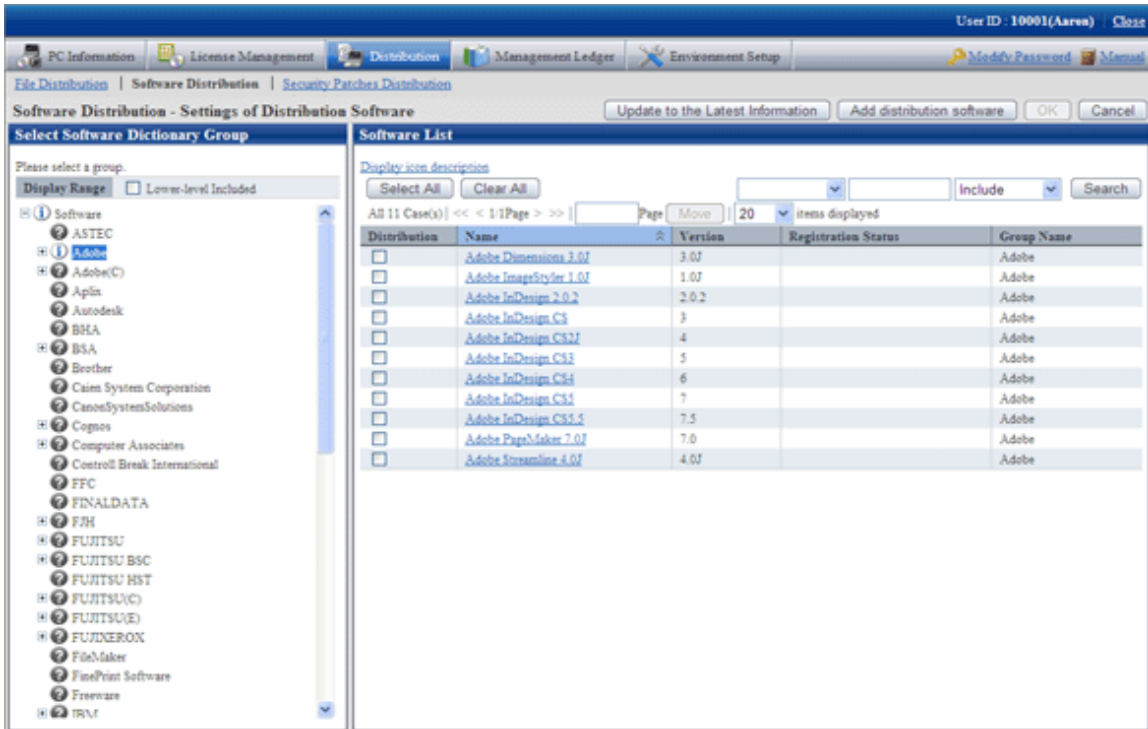 User ID : 10001(Aaron) Close
PC Information License Management Distribution Management Ledger Environment Setup Modify Password Manual
File Distribution | Software Distribution | Security Patches Distribution
Software Distribution - Settings of Distribution Software Update to the Latest Information Add distribution software OK Cancel
Select Software Dictionary Group
Please select a group.
Display Range Lower-level Included
Software
ASTEC
Adobe
Adobe(C)
Aplix
Autodesk
BHA
BSA
Brother
Caien System Corporation
CanonSystemSolutions
Cognos
Computer Associates
Controll Break International
FFC
FINALDATA
FJH
FUJITSU
FUJITSU BSC
FUJITSU HST
FUJITSU(C)
FUJITSU(E)
FUJIXEROX
FileMaker
FinePrint Software
Freeware
IBM
Software List
Display icon description
Select All Clear All Include Search
All 11 Case(s) | << < 1/1Page > >> | Page Move | 20 items displayed
Distribution Name Version Registration Status Group Name
Adobe Dimensions 3.0J 3.0J Adobe
Adobe ImageStyler 1.0J 1.0J Adobe
Adobe InDesign 2.0.2 2.0.2 Adobe
Adobe InDesign CS 3 Adobe
Adobe InDesign CS2J 4 Adobe
Adobe InDesign CS3 5 Adobe
Adobe InDesign CS4 6 Adobe
Adobe InDesign CS5 7 Adobe
Adobe InDesign CS5.5 7.5 Adobe
Adobe PageMaker 7.0J 7.0 Adobe
Adobe Streamline 4.0J 4.0J Adobe